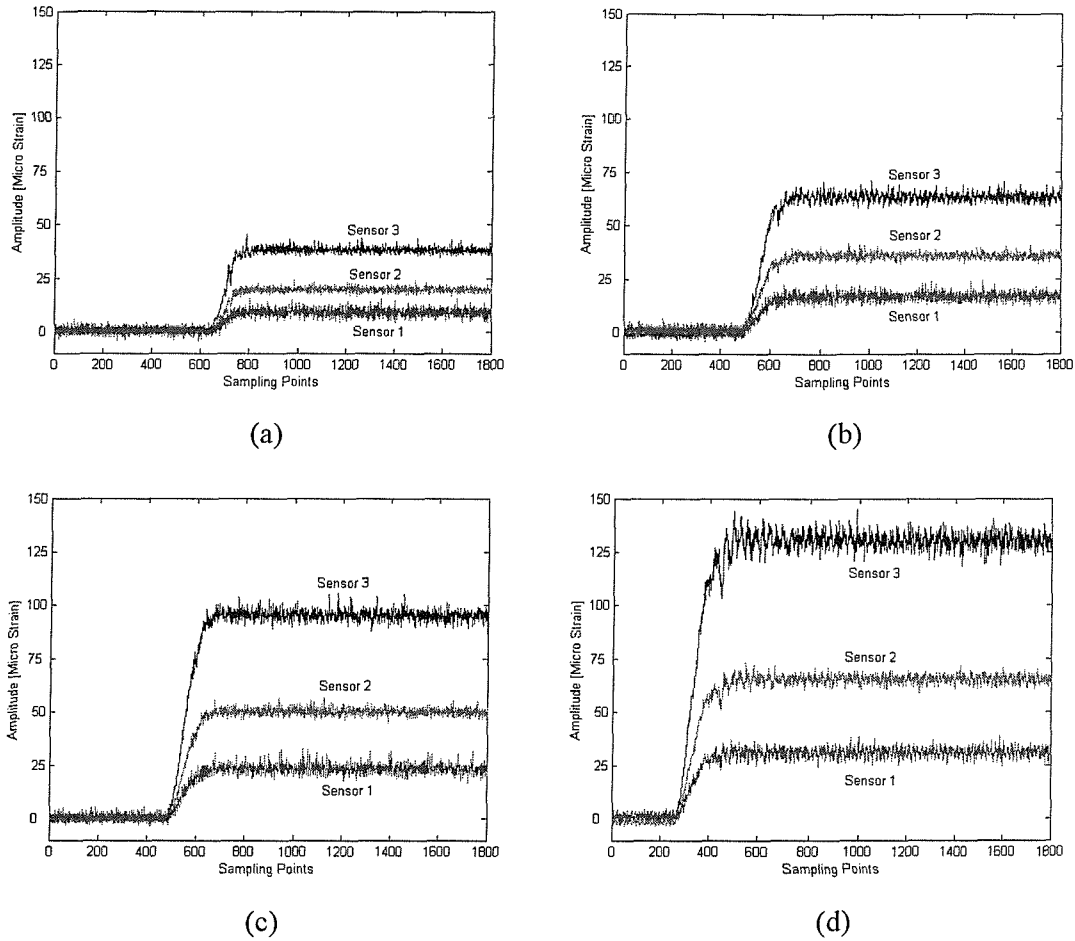 150
125
100
75
50
25
0
Amplitude [Micro Strain]
Sensor 3
Sensor 2
Sensor 1
0 200 400 600 800 1000 1200 1400 1600 1800
Sampling Points
(a)
150
125
100
75
50
25
0
Amplitude [Micro Strain]
Sensor 3
Sensor 2
Sensor 1
0 200 400 600 800 1000 1200 1400 1600 1800
Sampling Points
(b)
150
125
100
75
50
25
0
Amplitude [Micro Strain]
Sensor 3
Sensor 2
Sensor 1
0 200 400 600 800 1000 1200 1400 1600 1800
Sampling Points
(c)
150
125
100
75
50
25
0
Amplitude [Micro Strain]
Sensor 3
Sensor 2
Sensor 1
0 200 400 600 800 1000 1200 1400 1600 1800
Sampling Points
(d)